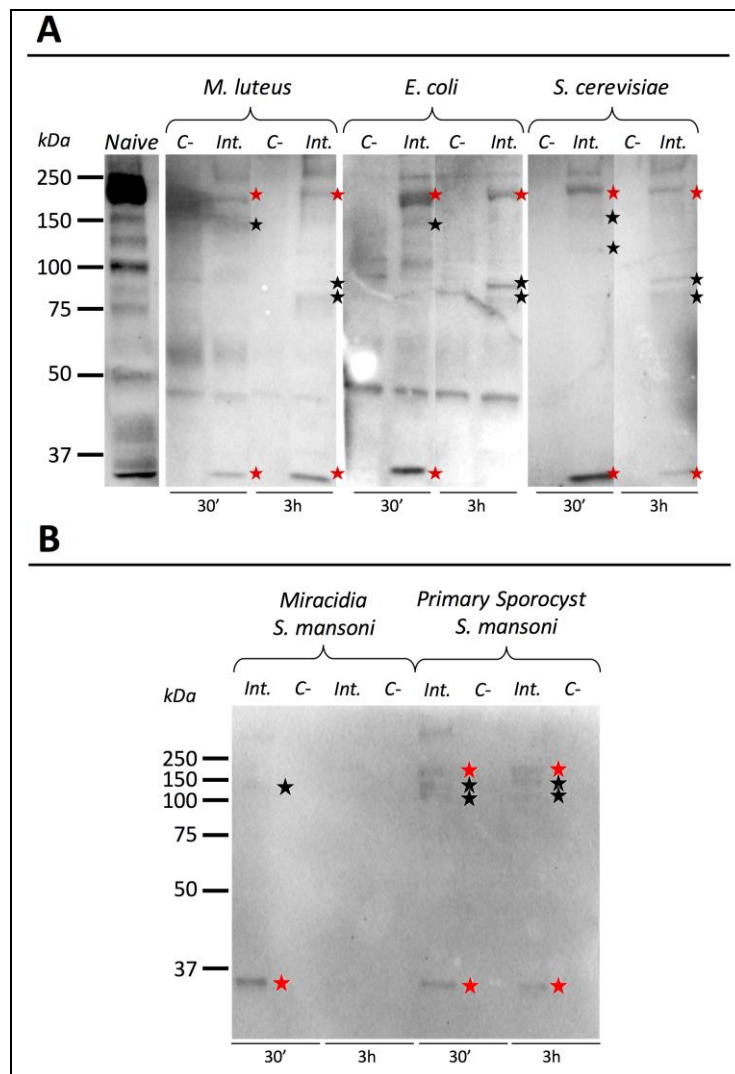 A
M. luteus E. coli S. cerevisiae
kDa Naive C- Int. C- Int. C- Int. C- Int. C- Int. C- Int.
250
150
100
75
50
37
30’ 3h 30’ 3h 30’ 3h
B
Miracidia Primary Sporocyst
S. mansoni S. mansoni
kDa Int. C- Int. C- Int. C- Int. C-
250
150
100
75
50
37
30’ 3h 30’ 3h